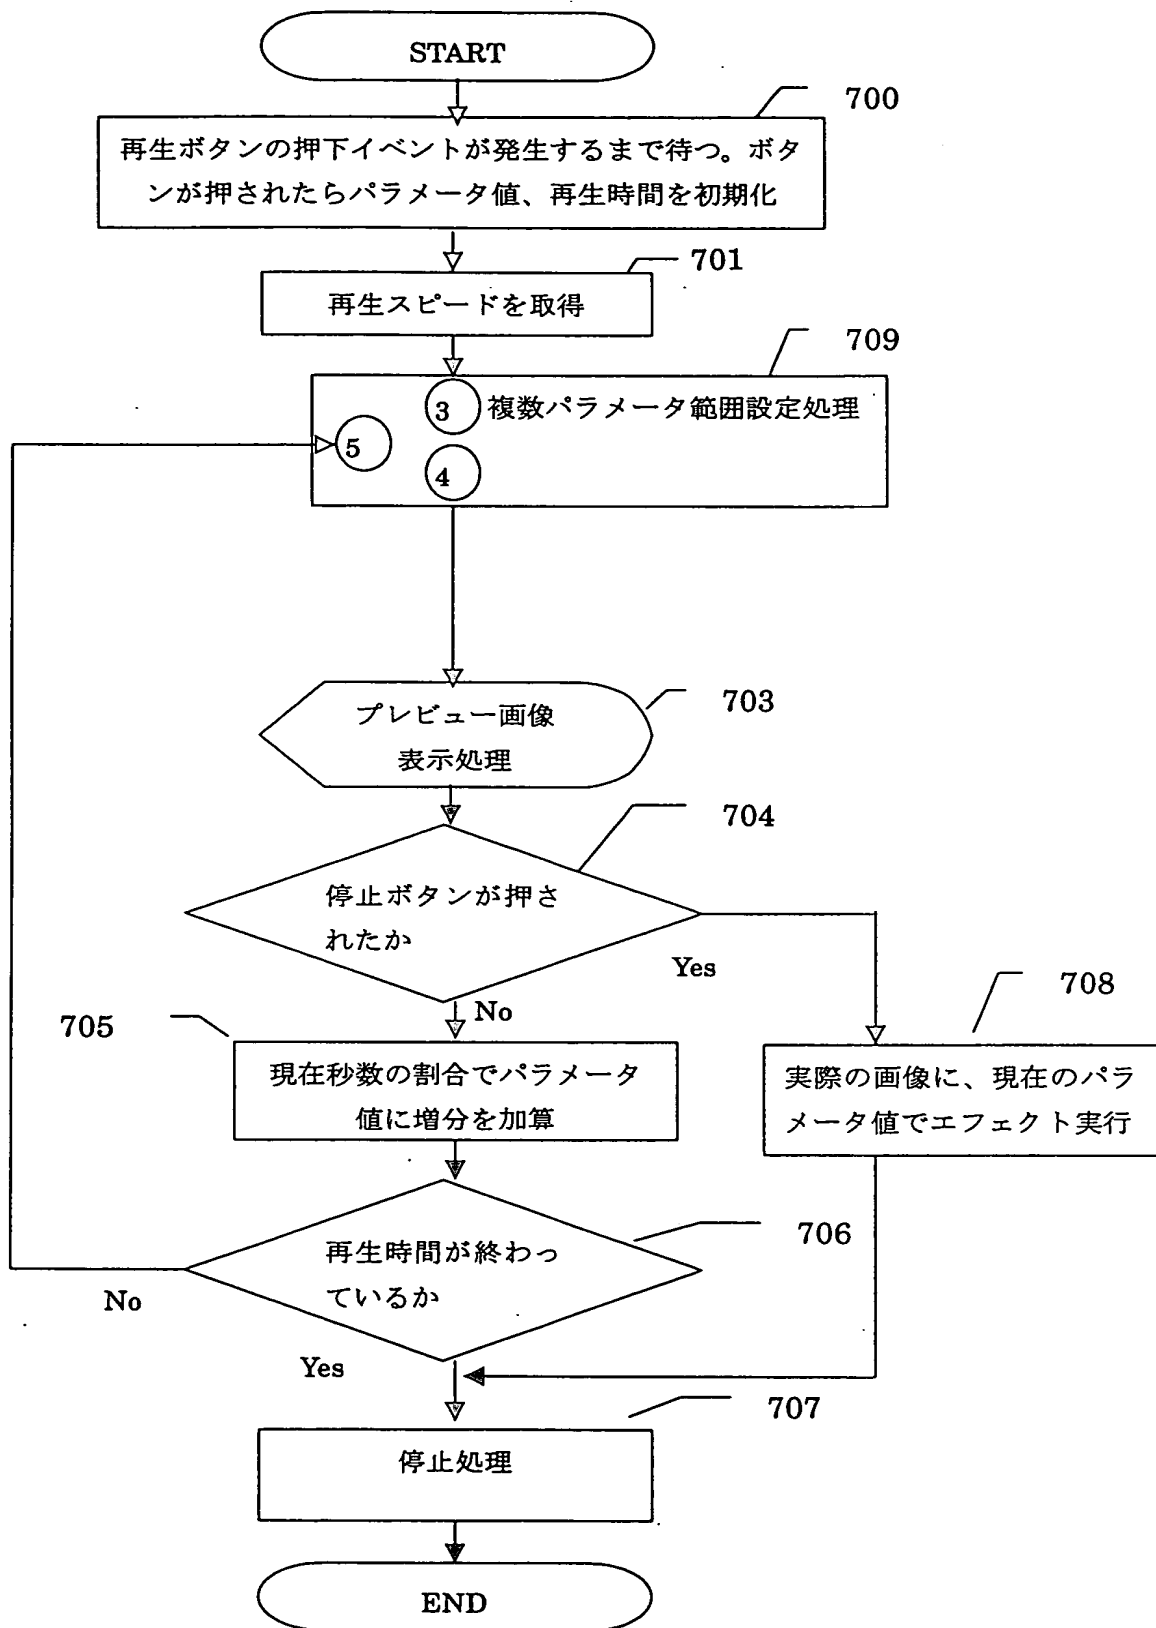 START
700
再生ボタンの押下イベントが発生するまで待つ。ボタ
ンが押されたらパラメータ値、再生時間を初期化
701
再生スピードを取得
709
3 複数パラメータ範囲設定処理
5
4
703
プレビュー画像
表示処理
704
停止ボタンが押さ
れたか
Yes
No
705
現在秒数の割合でパラメータ
値に増分を加算
708
実際の画像に、現在のパラ
メータ値でエフェクト実行
706
再生時間が終わっ
ているか
No
Yes
707
停止処理
END